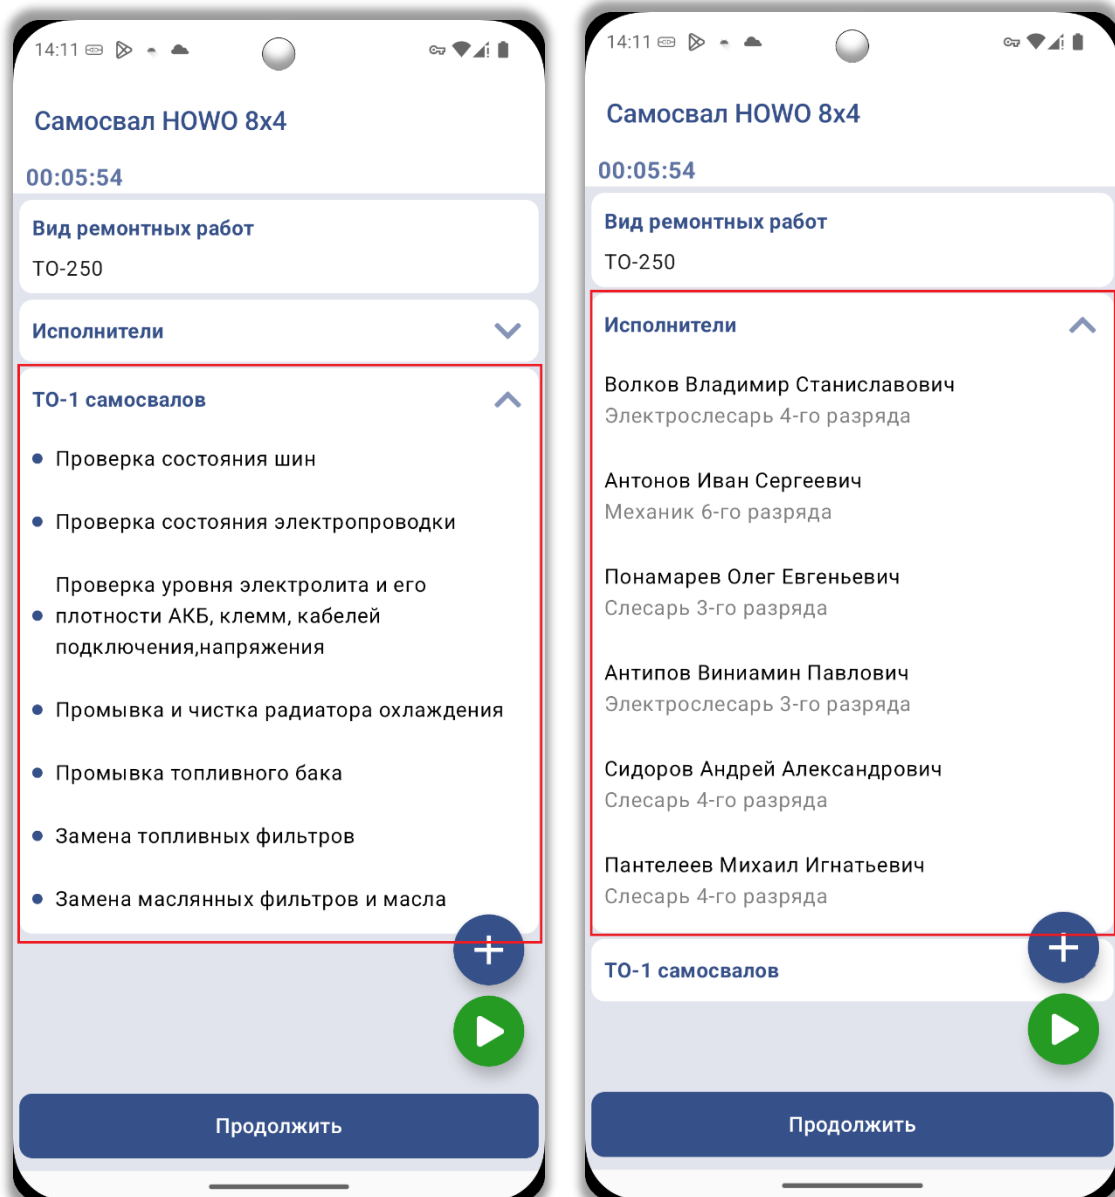 14:11
Самосвал HOWO 8x4
00:05:54
Вид ремонтных работ
ТО-250
Исполнители
ТО-1 самосвалов
Проверка состояния шин
Проверка состояния электропроводки
Проверка уровня электролита и его
плотности АКБ, клемм, кабелей
подключения,напряжения
Промывка и чистка радиатора охлаждения
Промывка топливного бака
Замена топливных фильтров
Замена маслянных фильтров и масла
Продолжить
14:11
Самосвал HOWO 8x4
00:05:54
Вид ремонтных работ
ТО-250
Исполнители
Волков Владимир Станиславович
Электрослесарь 4-го разряда
Антонов Иван Сергеевич
Механик 6-го разряда
Понамарев Олег Евгеньевич
Слесарь 3-го разряда
Антипов Виниамин Павлович
Электрослесарь 3-го разряда
Сидоров Андрей Александрович
Слесарь 4-го разряда
Пантелеев Михаил Игнатьевич
Слесарь 4-го разряда
ТО-1 самосвалов
Продолжить